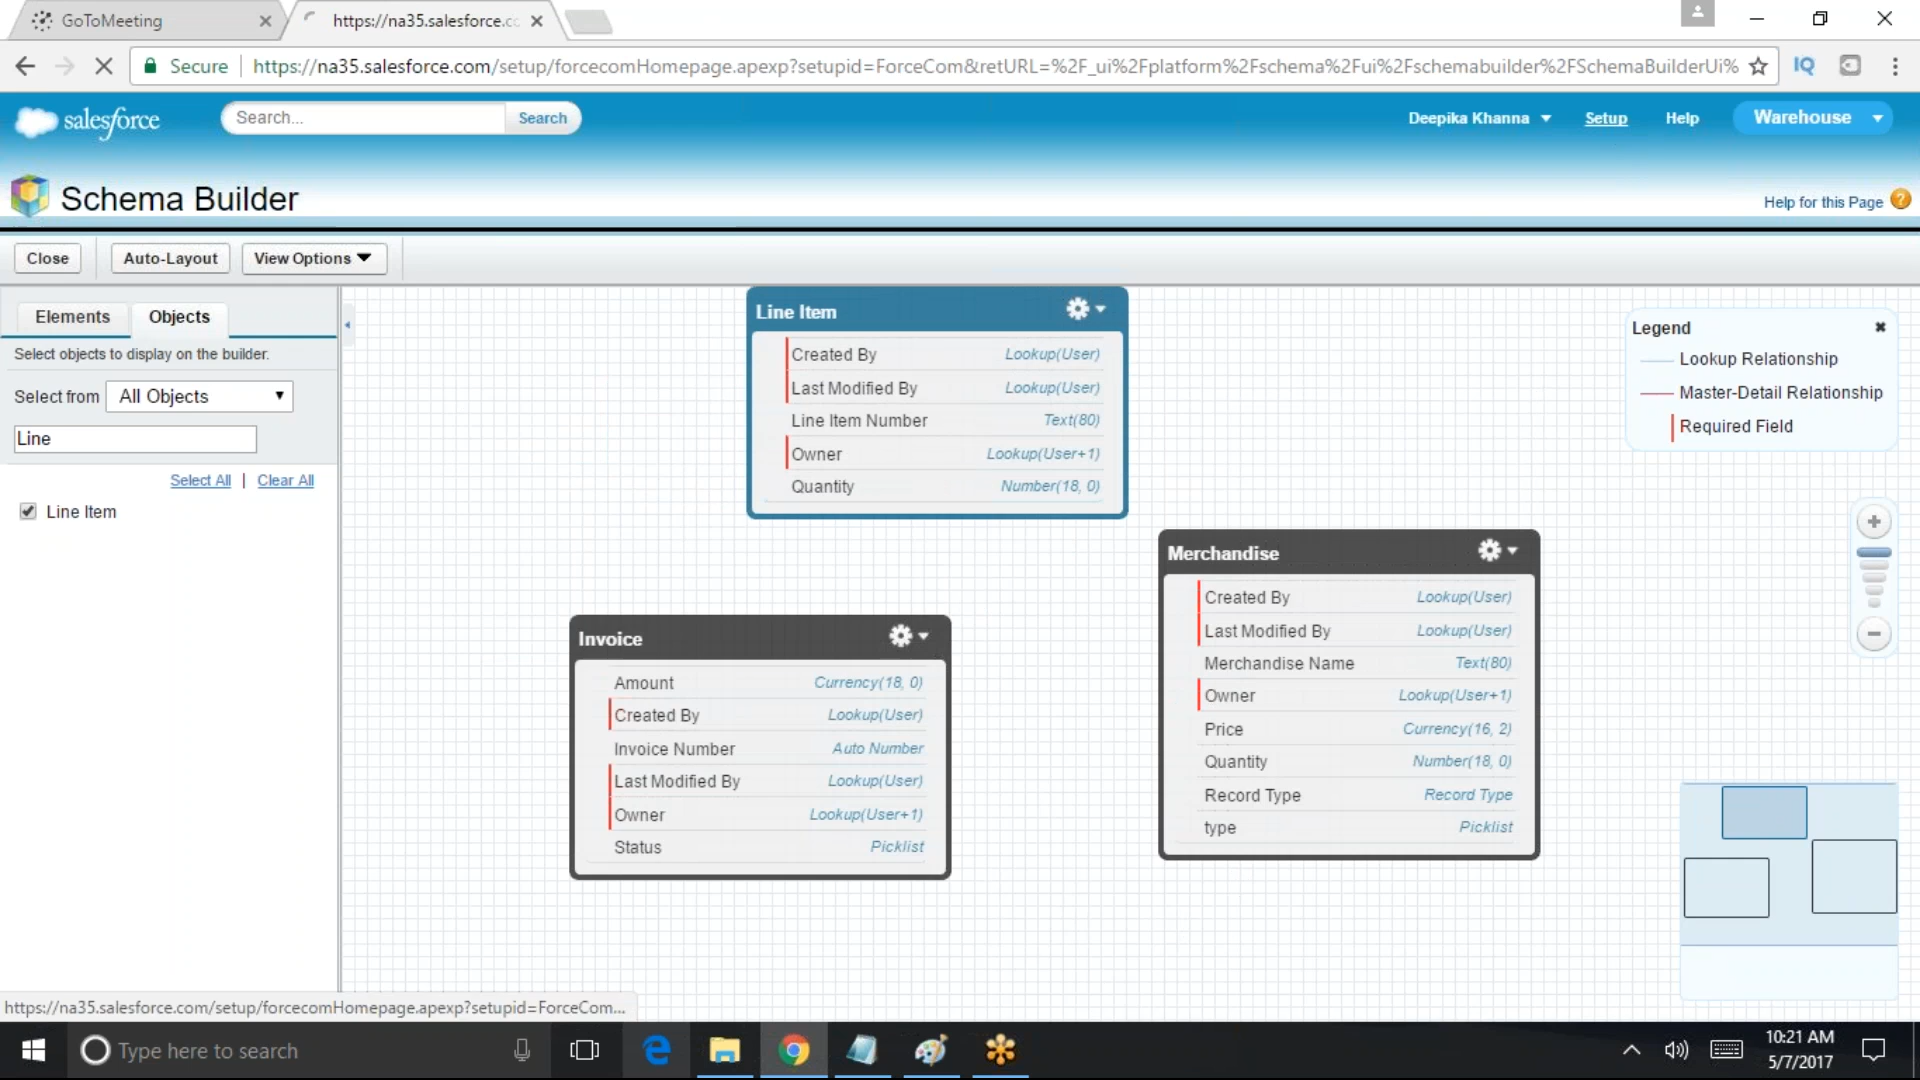 GoToMeeting
https://na35.salesforce.co
Secure
https://na35.salesforce.com/setup/forcecomHomepage.apexp?setupid=ForceCom&retURL=%2F_ui%2Fplatform%2Fschema%2Fui%2Fschemabuilder%2FSchemaBuilderUi%
IQ
salesforce
Search...
Search
Deepika Khanna
Setup
Help
Warehouse
Schema Builder
Help for this Page ?
Close
Auto-Layout
View Options
Elements
Objects
Select objects to display on the builder.
Select from All Objects
Line
Select All | Clear All
Line Item
Line Item
Created By Lookup(User)
Last Modified By Lookup(User)
Line Item Number Text(80)
Owner Lookup(User+1)
Quantity Number(18, 0)
Invoice
Amount Currency(18, 0)
Created By Lookup(User)
Invoice Number Auto Number
Last Modified By Lookup(User)
Owner Lookup(User+1)
Status Picklist
Merchandise
Created By Lookup(User)
Last Modified By Lookup(User)
Merchandise Name Text(80)
Owner Lookup(User+1)
Price Currency(16, 2)
Quantity Number(18, 0)
Record Type Record Type
type Picklist
Legend
Lookup Relationship
Master-Detail Relationship
Required Field
https://na35.salesforce.com/setup/forcecomHomepage.apexp?setupid=ForceCom...
Type here to search
10:21 AM
5/7/2017